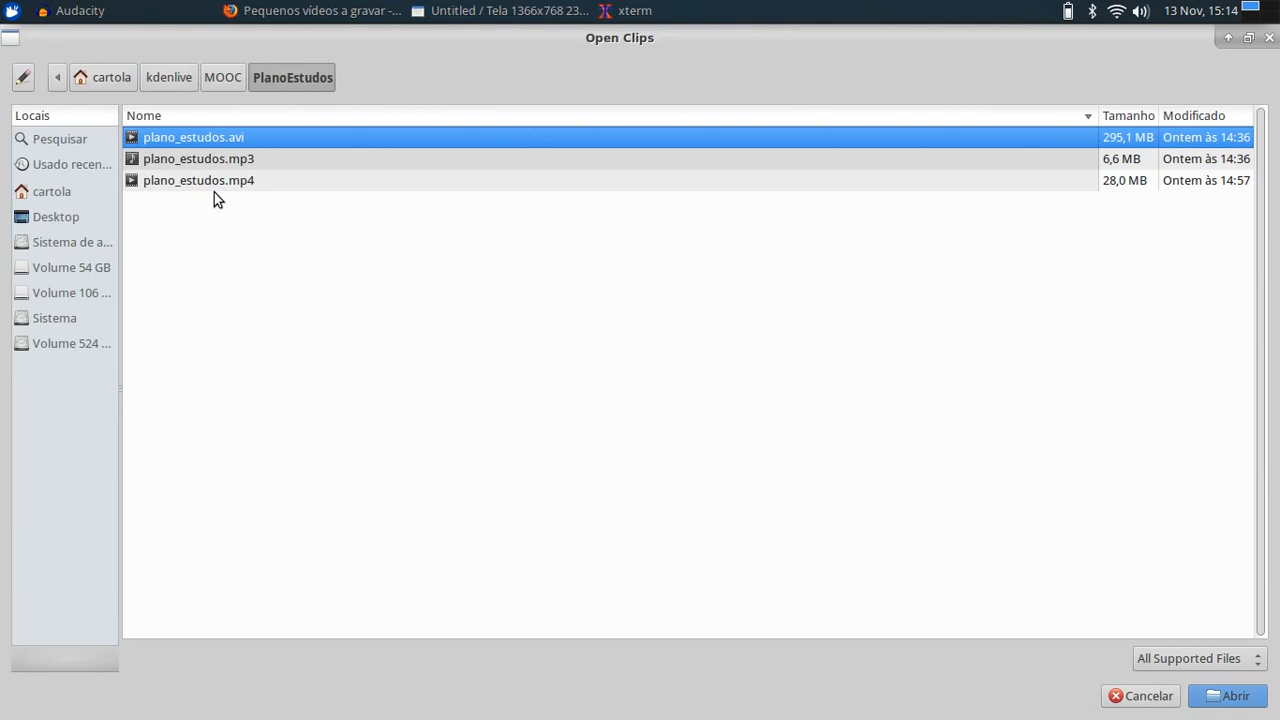 Audacity Pequenos vídeos a gravar -... Untitled / Tela 1366x768 23... xterm 13 Nov, 15:14
Open Clips
cartola kdenlive MOOC PlanoEstudos
Locais Nome Tamanho Modificado
Pesquisar plano_estudos.avi 295,1 MB Ontem às 14:36
Usado recen... plano_estudos.mp3 6,6 MB Ontem às 14:36
cartola plano_estudos.mp4 28,0 MB Ontem às 14:57
Desktop
Sistema de a...
Volume 54 GB
Volume 106 ...
Sistema
Volume 524 ...
All Supported Files
Cancelar Abrir